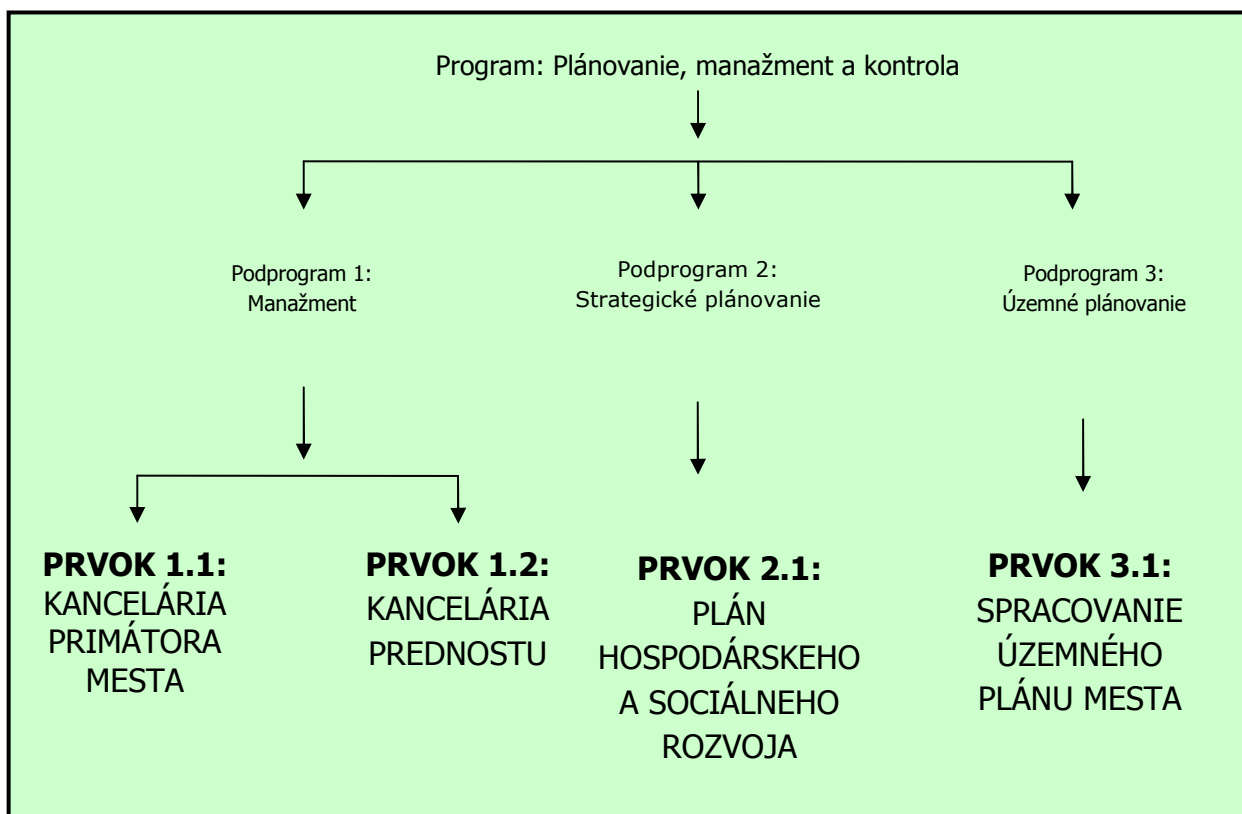 Program: Plánovanie, manažment a kontrola
Podprogram 1:
Manažment
Podprogram 2:
Strategické plánovanie
Podprogram 3:
Územné plánovanie
PRVOK 1.1:
KANCELÁRIA
PRIMÁTORA
MESTA
PRVOK 1.2:
KANCELÁRIA
PREDNOSTU
PRVOK 2.1:
PLÁN
HOSPODÁRSKEHO
A SOCIÁLNEHO
ROZVOJA
PRVOK 3.1:
SPRACOVANIE
ÚZEMNÉHO
PLÁNU MESTA